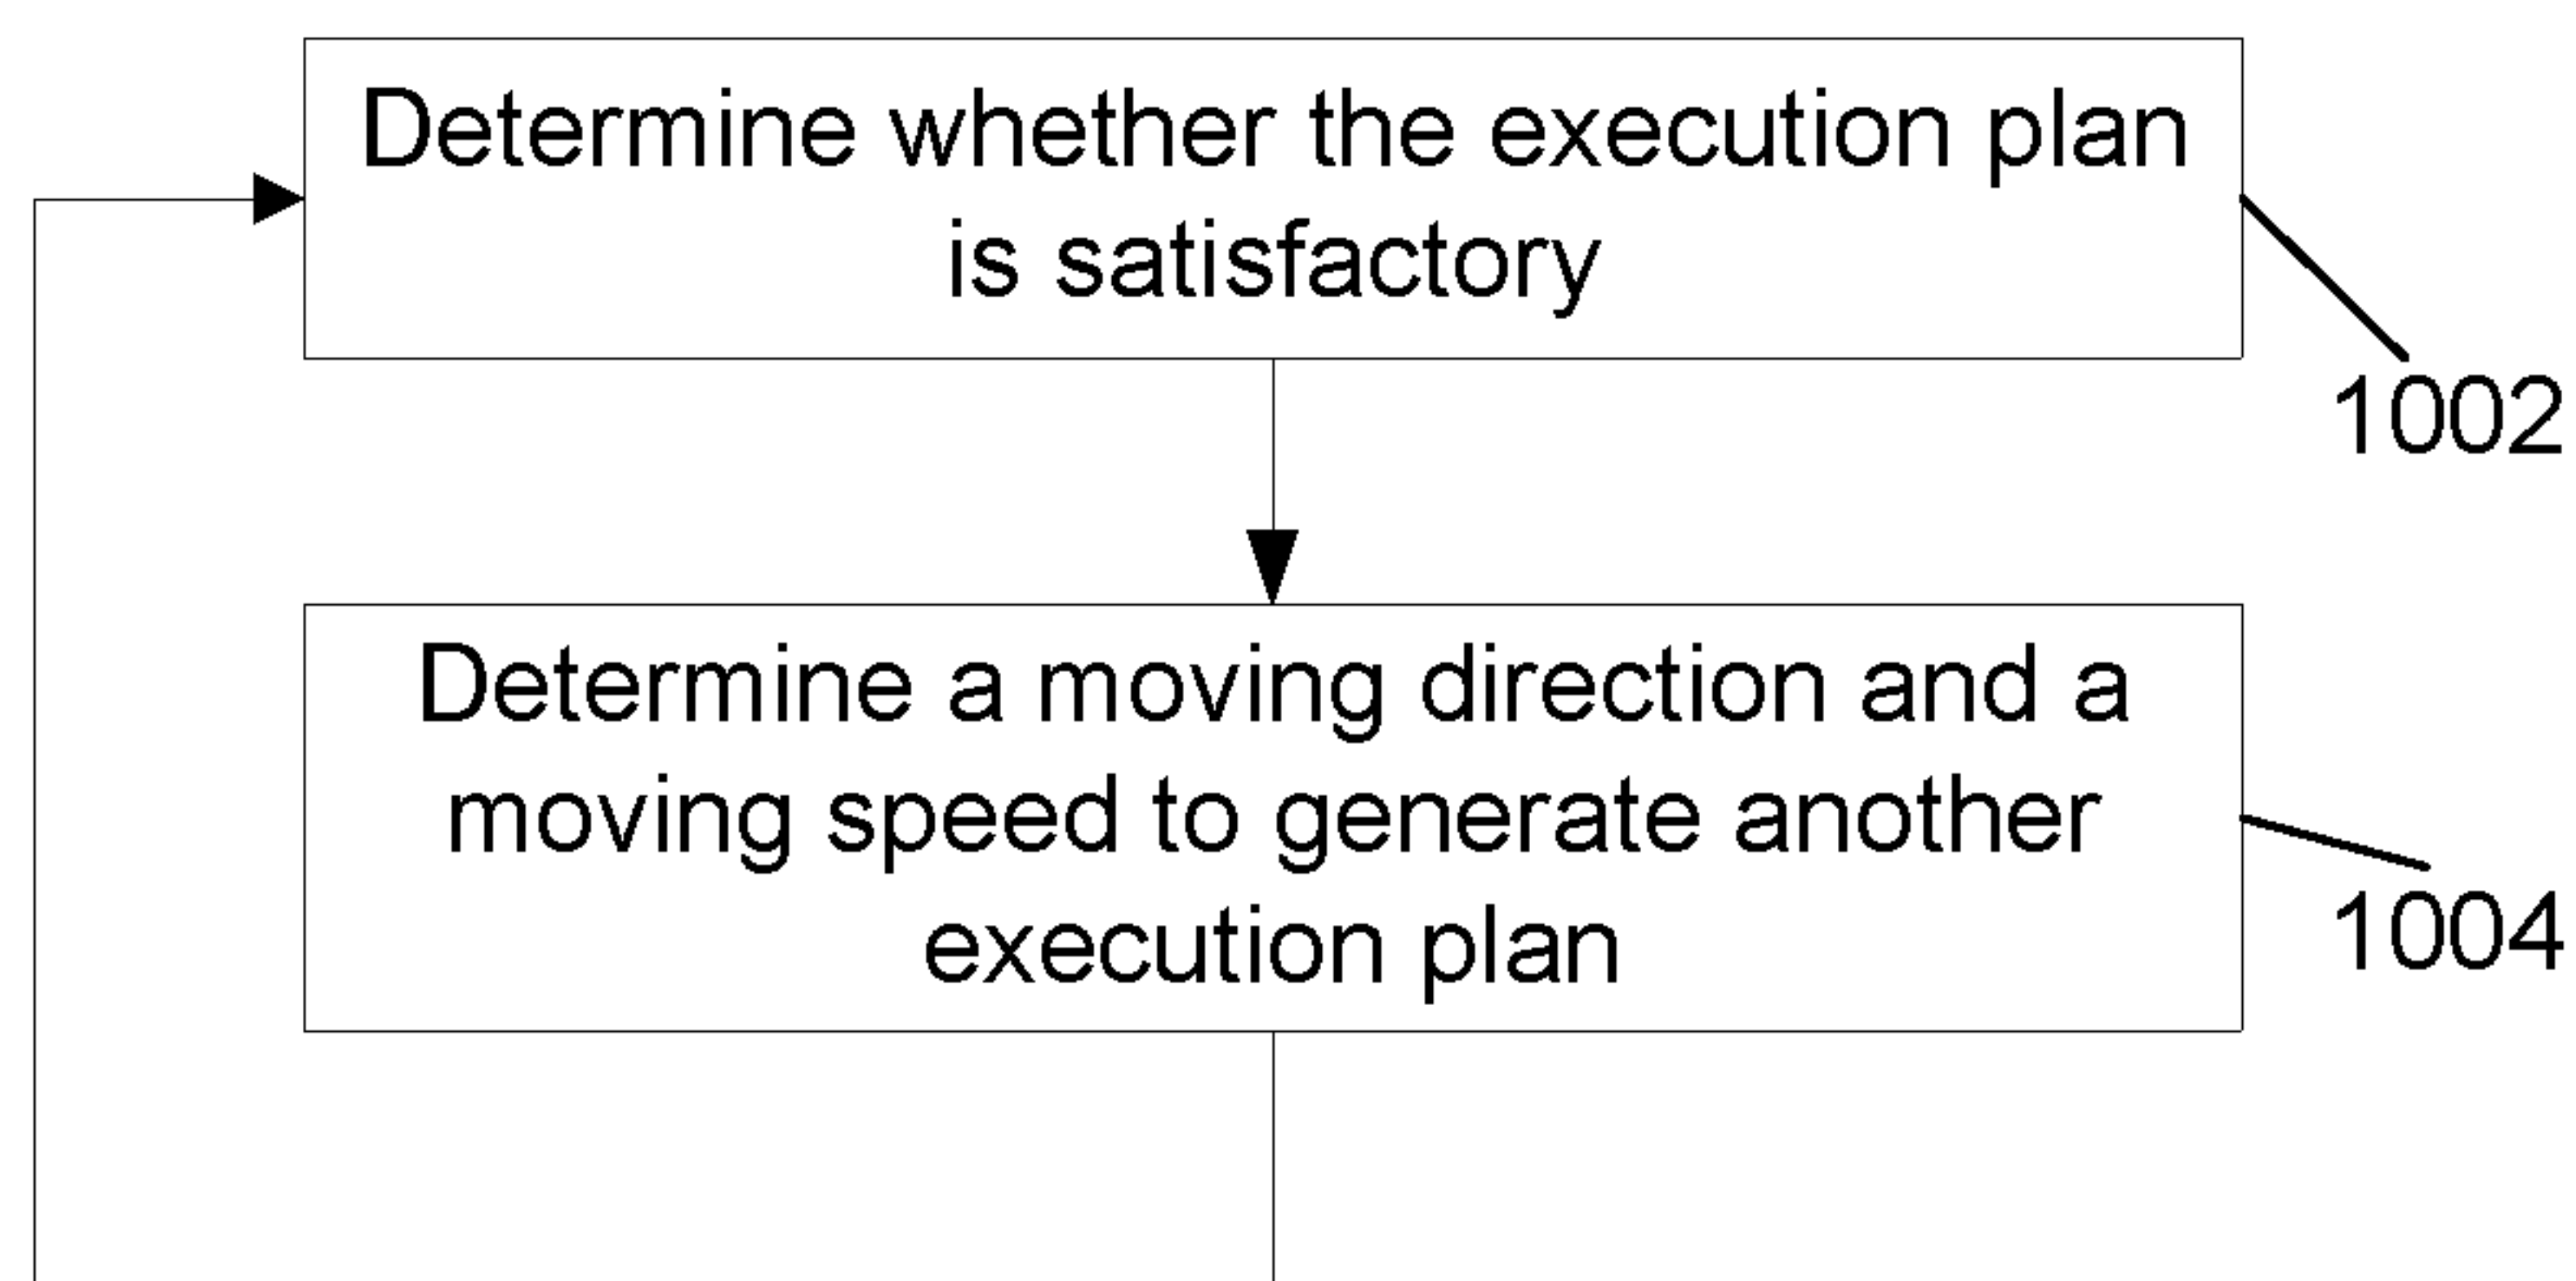 Determine whether the execution plan
is satisfactory
1002
Determine a moving direction and a
moving speed to generate another
execution plan
1004